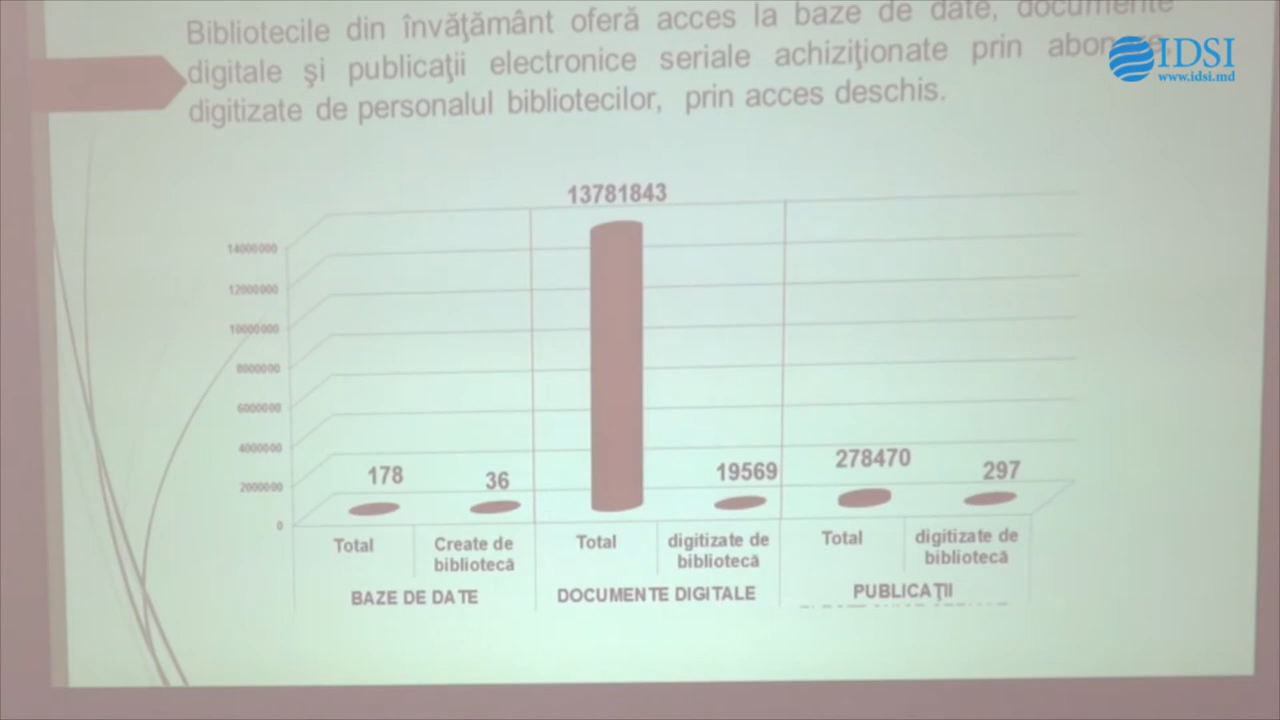 Bibliotecile din învăţământ oferă acces la baze de date, documente
digitale şi publicaţii electronice seriale achiziţionate prin
digitizate de personalul bibliotecilor, prin acces deschis.
IDSI
www.idsi.md
13781843
14000000
12000000
10000000
8000000
6000000
4000000
2000000
0
178
36
19569
278470
297
Total
Create de
bibliotecă
Total
digitizate de
bibliotecă
Total
digitizate de
bibliotecă
BAZE DE DATE
DOCUMENTE DIGITALE
PUBLICAŢII